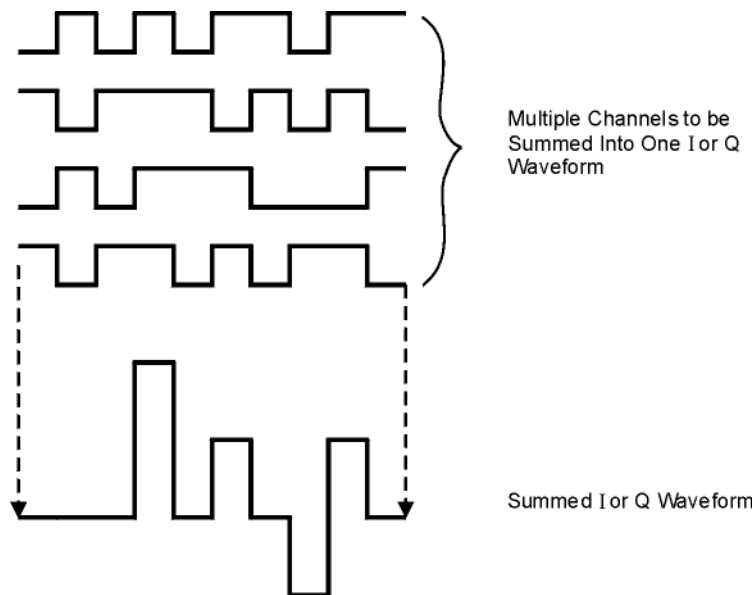 Multiple Channels to be
Summed Into One I or Q
Waveform
Summed I or Q Waveform